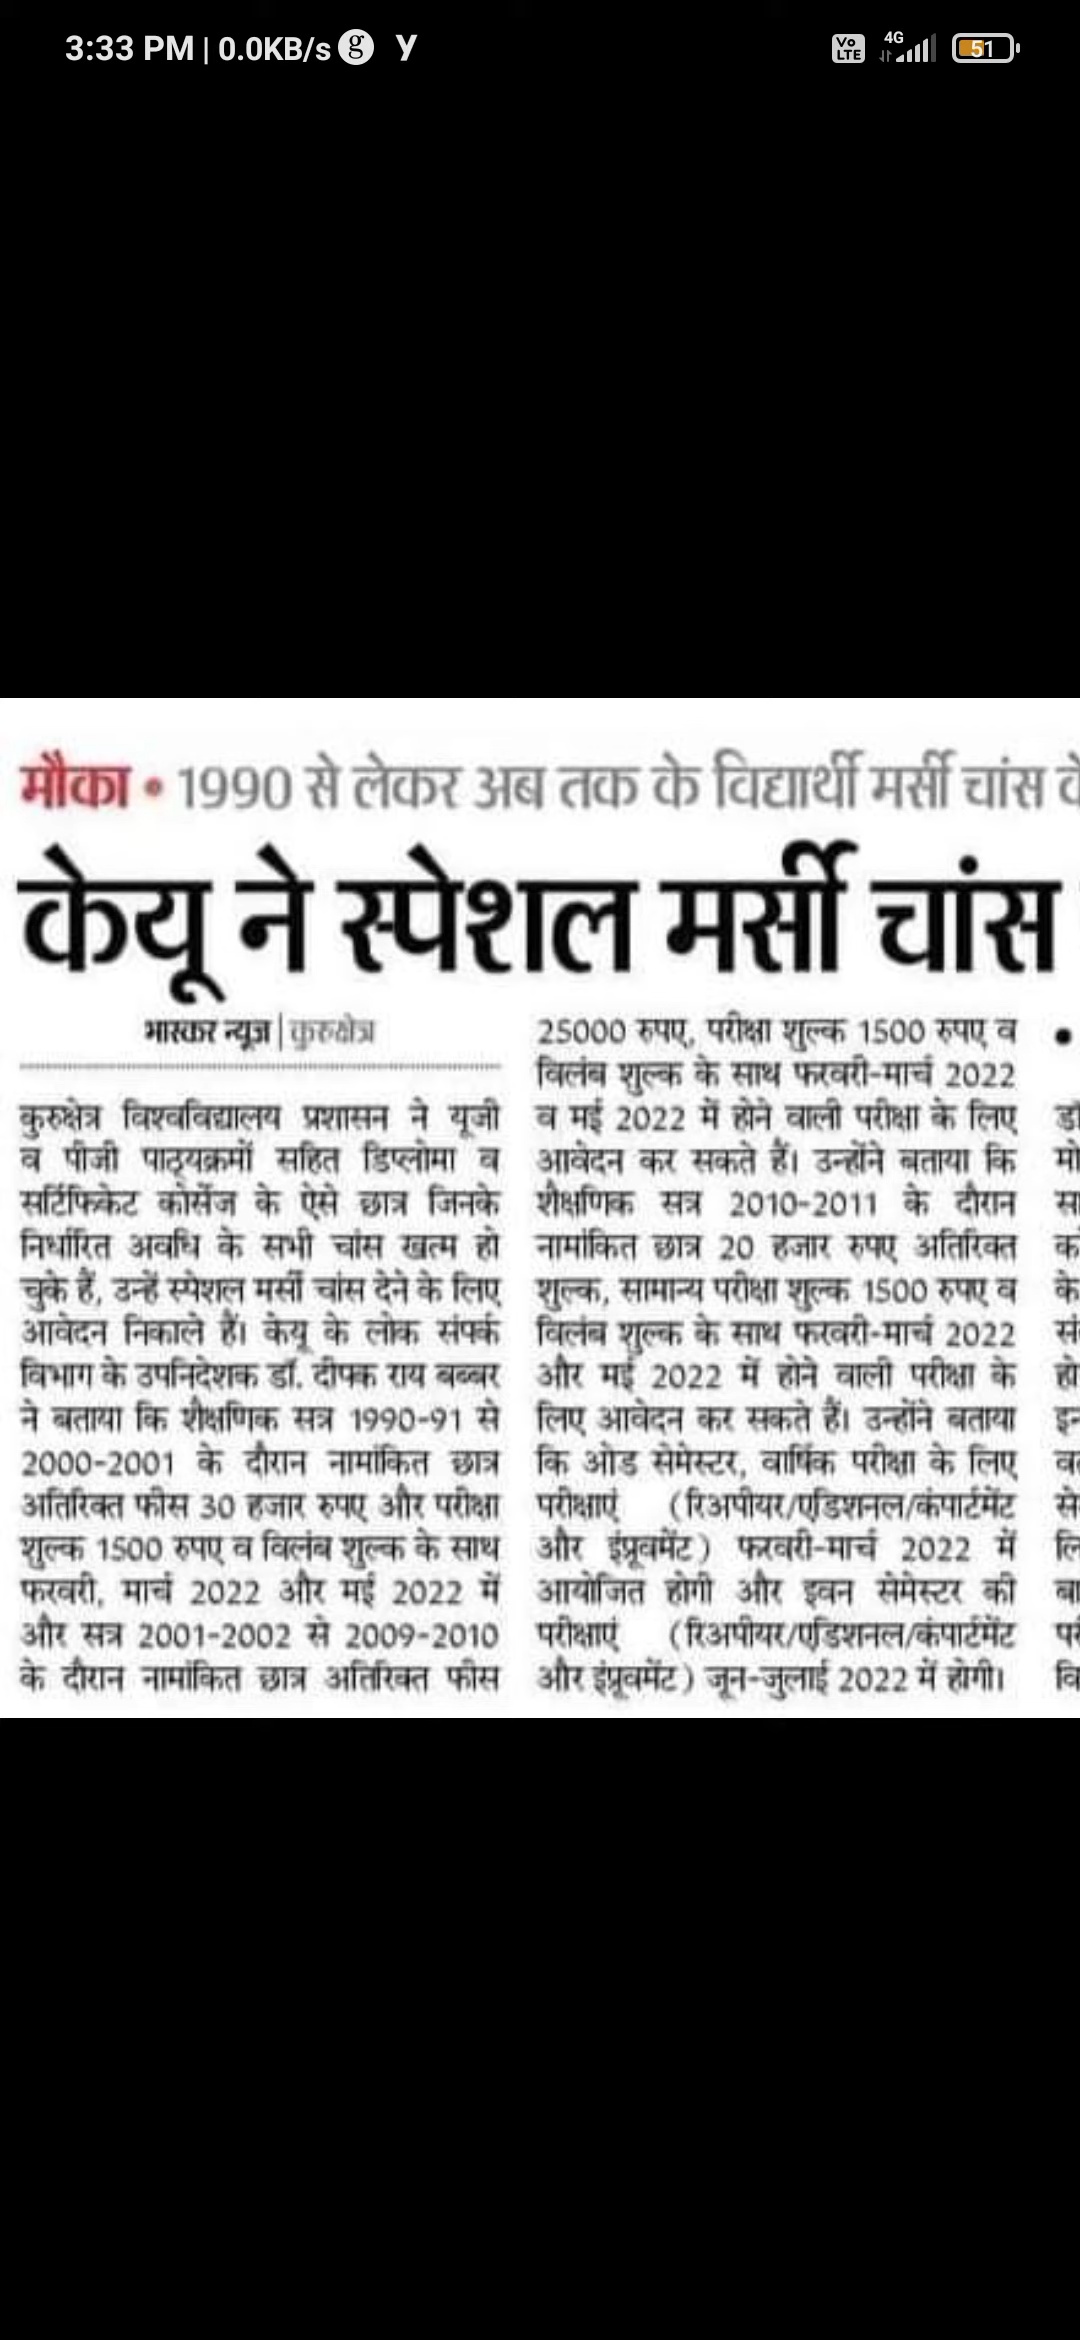 3:33 PM | 0.0KB/s g y
Vo LTE 4G 51
मौका • 1990 से लेकर अब तक के विद्यार्थी मर्सी चांस के
केयू ने स्पेशल मर्सी चांस
भास्कर न्यूज | कुरुक्षेत्र
कुरुक्षेत्र विश्वविद्यालय प्रशासन ने यूजी
व पीजी पाठ्यक्रमों सहित डिप्लोमा व
सर्टिफिकेट कोर्सेज के ऐसे छात्र जिनके
निर्धारित अवधि के सभी चांस खत्म हो
चुके हैं, उन्हें स्पेशल मर्सी चांस देने के लिए
आवेदन निकाले हैं। केयू के लोक संपर्क
विभाग के उपनिदेशक डॉ. दीपक राय बब्बर
ने बताया कि शैक्षणिक सत्र 1990-91 से
2000-2001 के दौरान नामांकित छात्र
अतिरिक्त फीस 30 हजार रुपए और परीक्षा
शुल्क 1500 रुपए व विलंब शुल्क के साथ
फरवरी, मार्च 2022 और मई 2022 में
और सत्र 2001-2002 से 2009-2010
के दौरान नामांकित छात्र अतिरिक्त फीस
25000 रुपए, परीक्षा शुल्क 1500 रुपए व
विलंब शुल्क के साथ फरवरी-मार्च 2022
व मई 2022 में होने वाली परीक्षा के लिए
आवेदन कर सकते हैं। उन्होंने बताया कि
शैक्षणिक सत्र 2010-2011 के दौरान
नामांकित छात्र 20 हजार रुपए अतिरिक्त
शुल्क, सामान्य परीक्षा शुल्क 1500 रुपए व
विलंब शुल्क के साथ फरवरी-मार्च 2022
और मई 2022 में होने वाली परीक्षा के
लिए आवेदन कर सकते हैं। उन्होंने बताया
कि ओड सेमेस्टर, वार्षिक परीक्षा के लिए
परीक्षाएं (रिअपीयर/एडिशनल/कंपार्टमेंट
और इंप्रूवमेंट) फरवरी-मार्च 2022 में
आयोजित होगी और इवन सेमेस्टर की
परीक्षाएं (रिअपीयर/एडिशनल/कंपार्टमेंट
और इंप्रूवमेंट) जून-जुलाई 2022 में होगी।